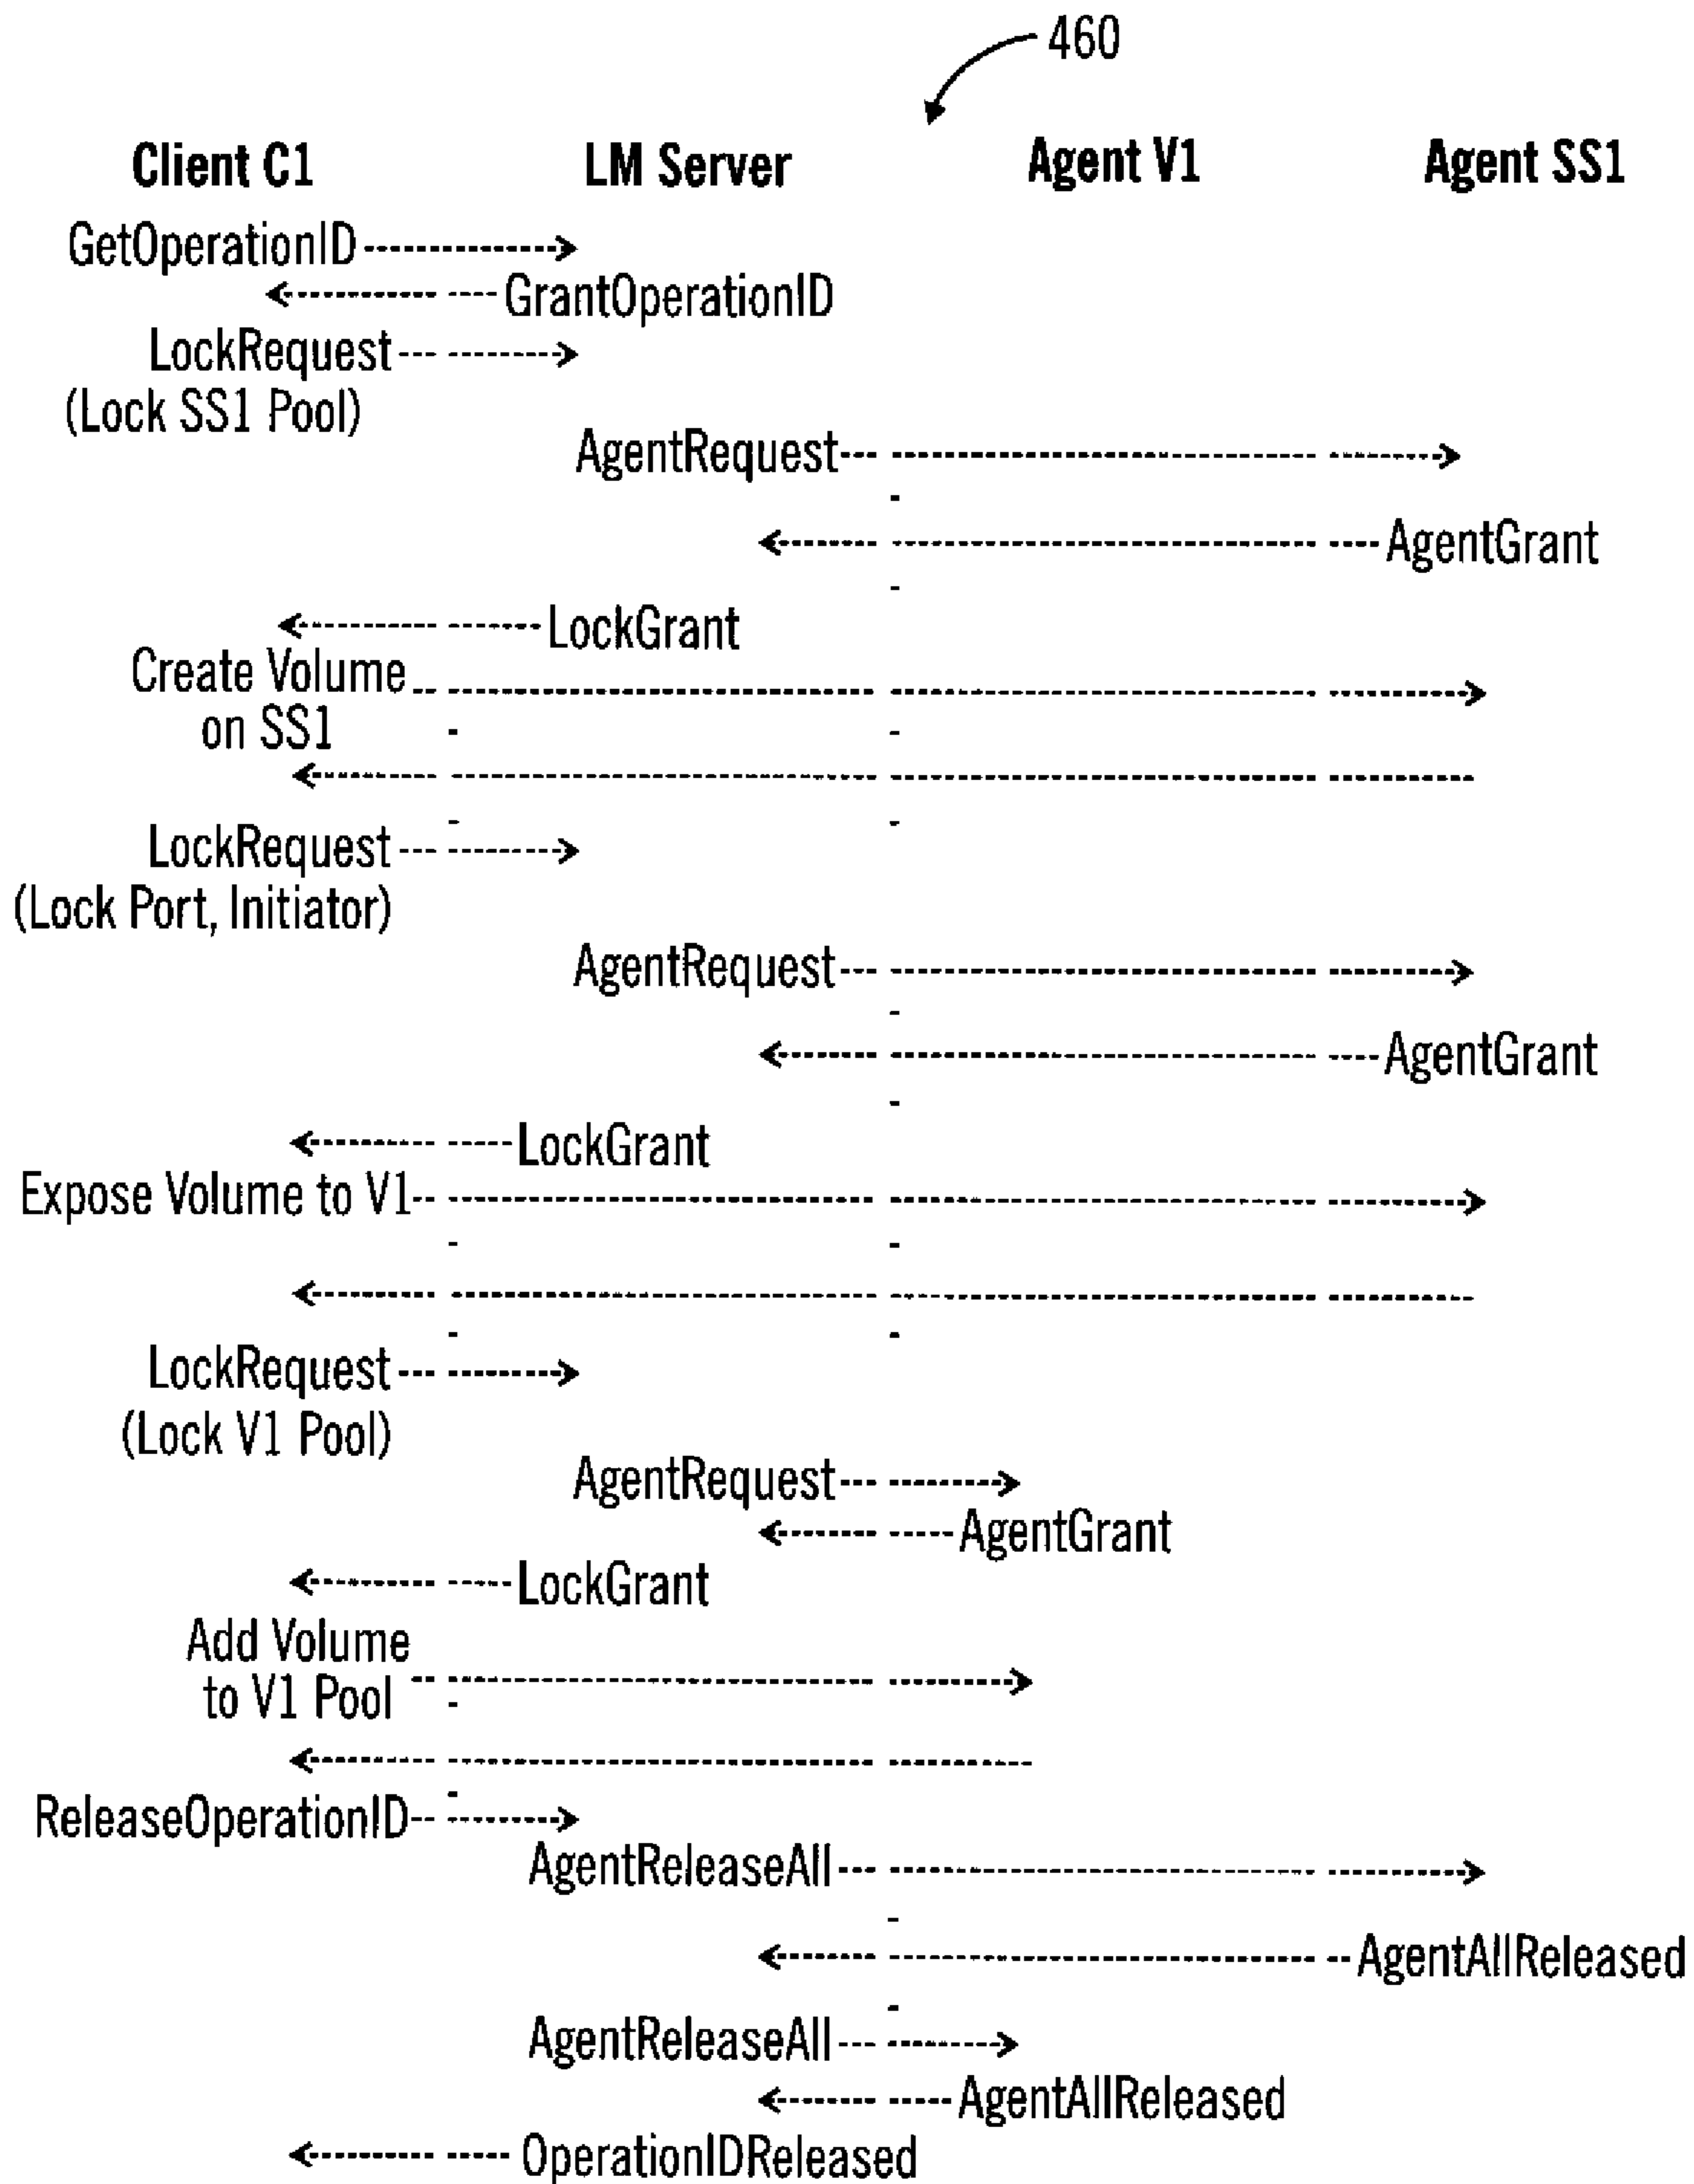 460
Client C1 LM Server Agent V1 Agent SS1
GetOperationID
GrantOperationID
LockRequest
(Lock SS1 Pool)
AgentRequest
AgentGrant
LockGrant
Create Volume
on SS1
LockRequest
(Lock Port, Initiator)
AgentRequest
AgentGrant
LockGrant
Expose Volume to V1
LockRequest
(Lock V1 Pool)
AgentRequest
AgentGrant
LockGrant
Add Volume
to V1 Pool
ReleaseOperationID
AgentReleaseAll
AgentAllReleased
AgentReleaseAll
AgentAllReleased
OperationIDReleased